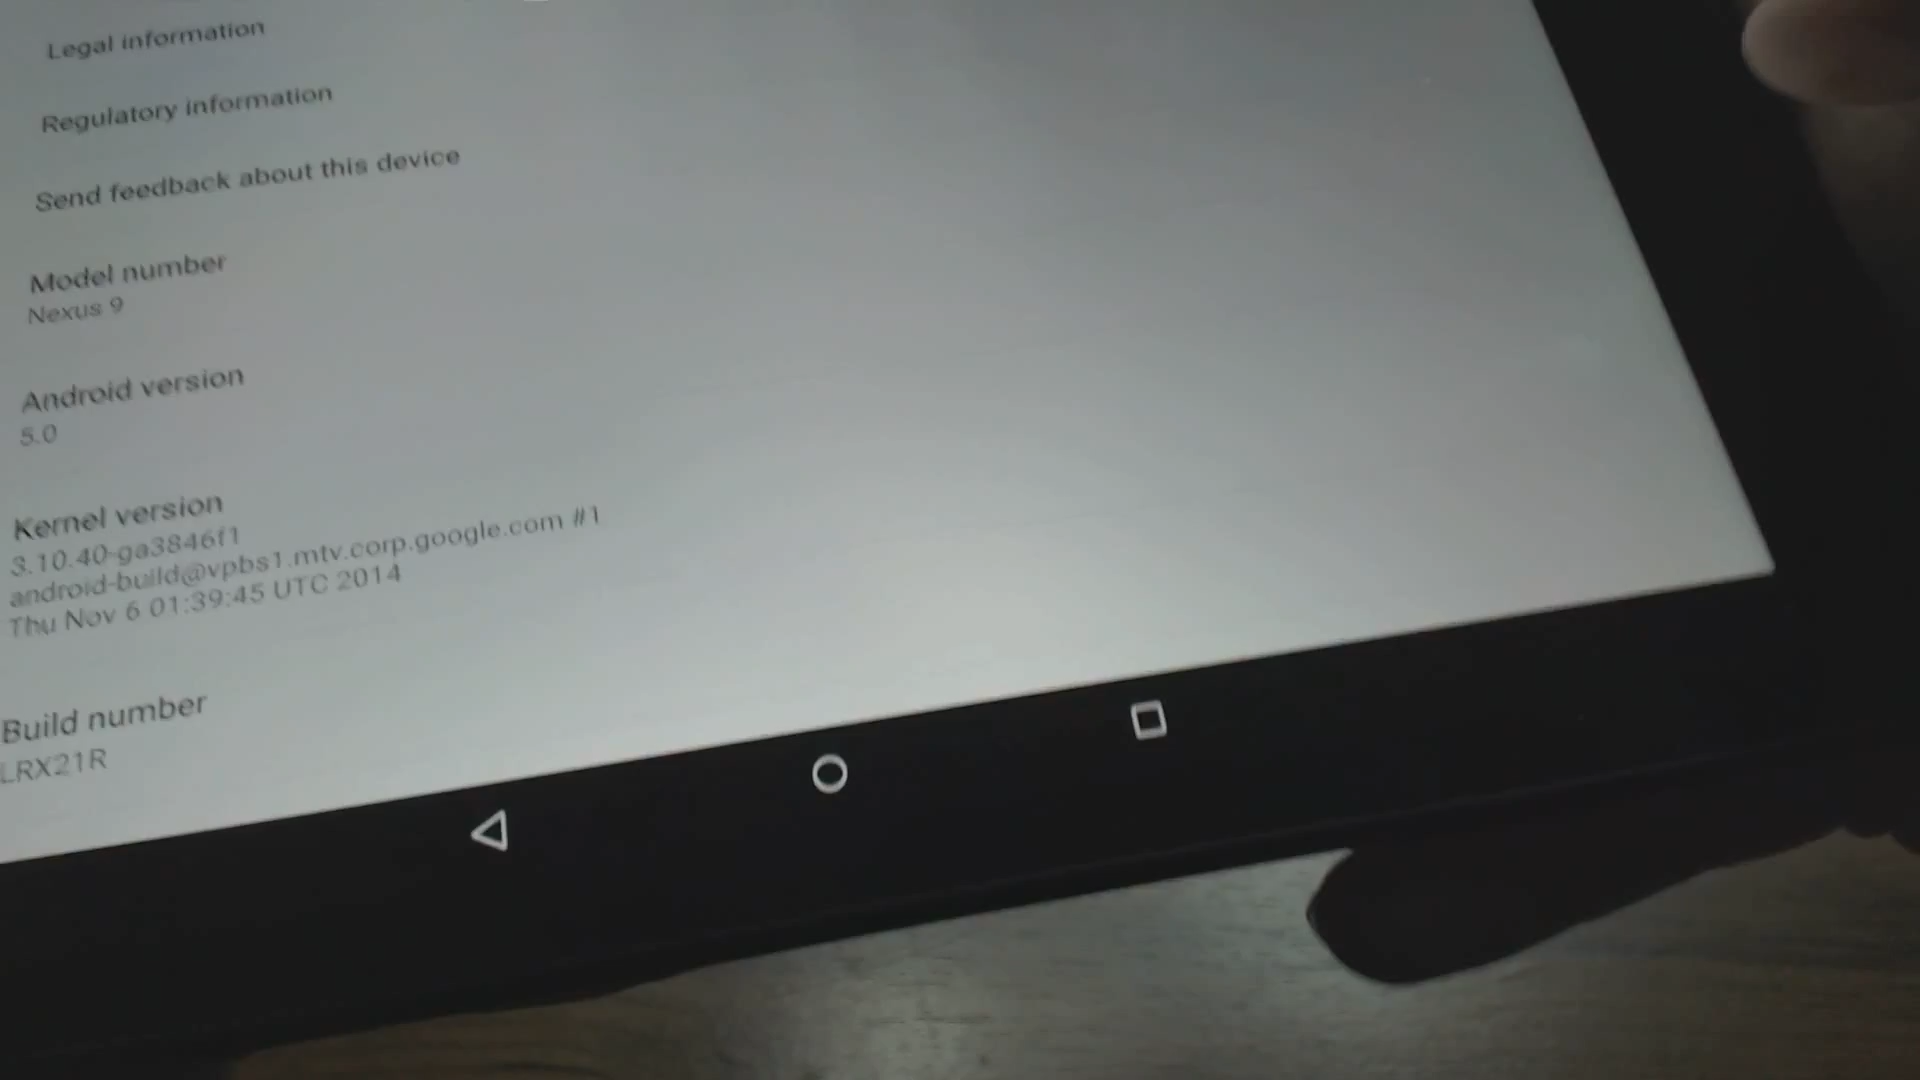 Legal information
Regulatory information
Send feedback about this device
Model number
Nexus 9
Android version
5.0
Kernel version
3.10.40-ga3846f1
android-build@vpbs1.mtv.corp.google.com #1
Thu Nov 6 01:39:45 UTC 2014
Build number
LRX21R